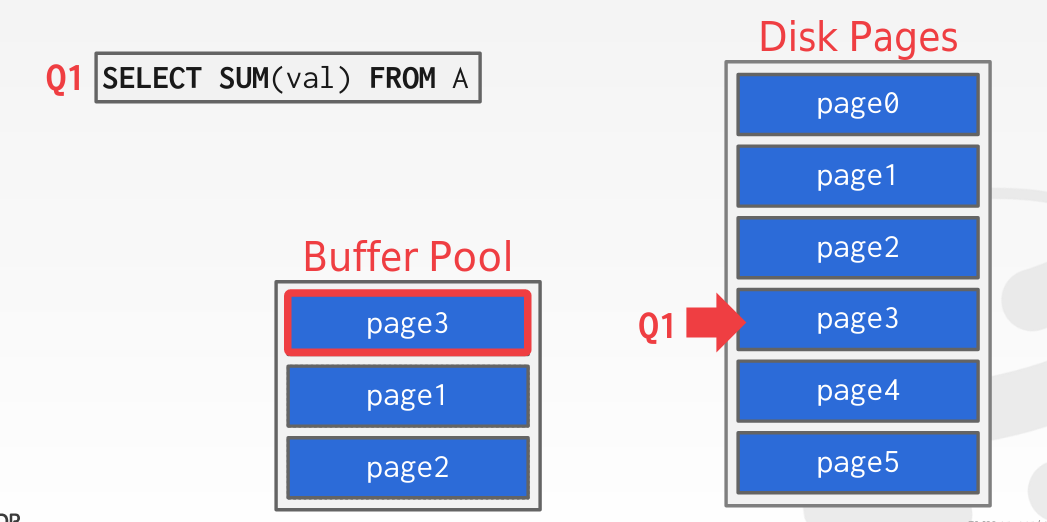 Disk Pages
Q1 SELECT SUM(val) FROM A
page0
page1
page2
Q1 page3
page4
page5
Buffer Pool
page3
page1
page2